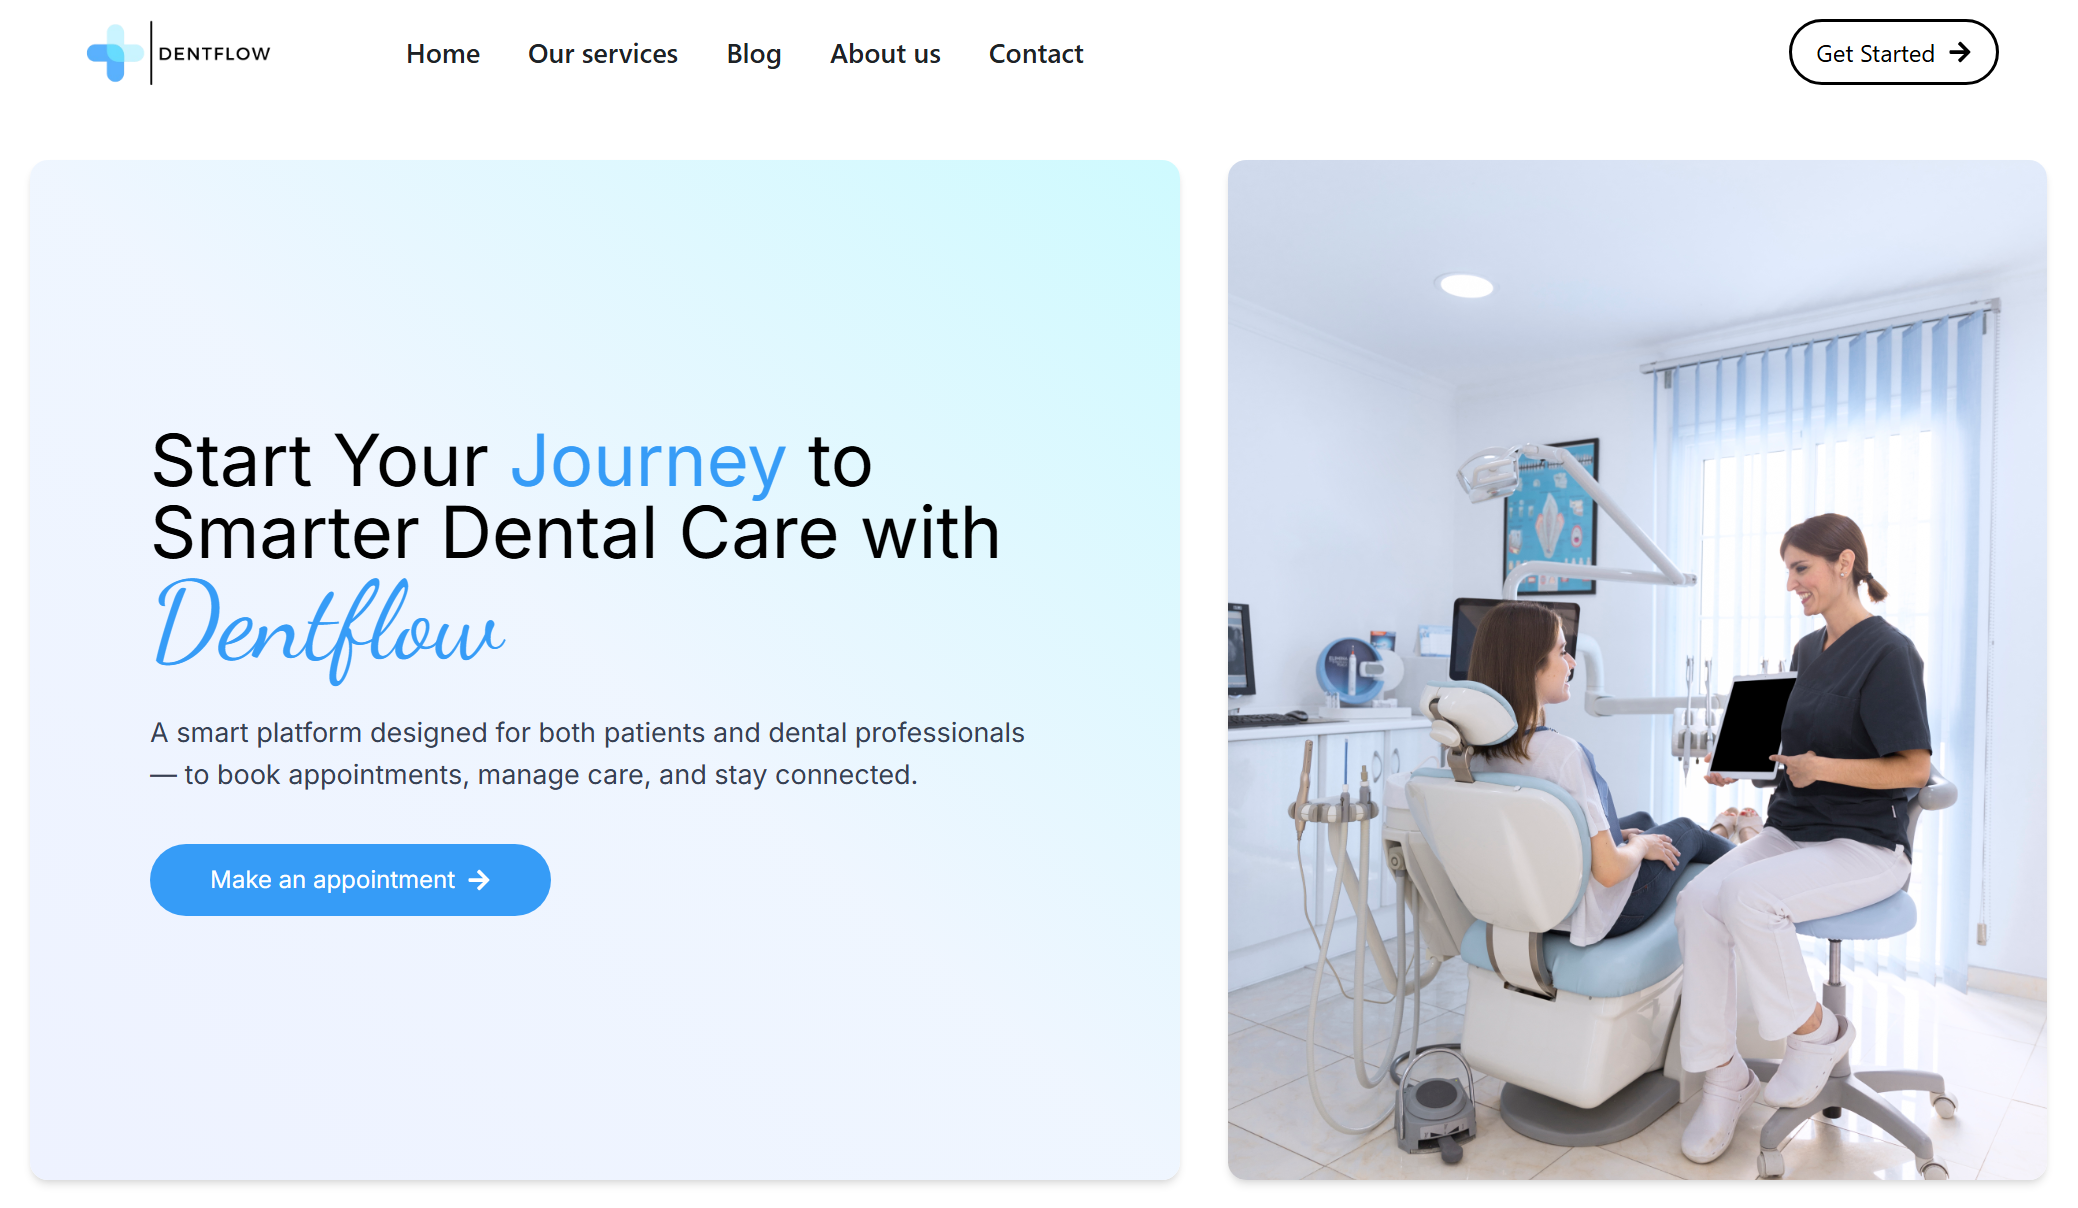 DENTFLOW
Home
Our services
Blog
About us
Contact
Get Started
Start Your Journey to
Smarter Dental Care with
Dentflow
A smart platform designed for both patients and dental professionals
— to book appointments, manage care, and stay connected.
Make an appointment